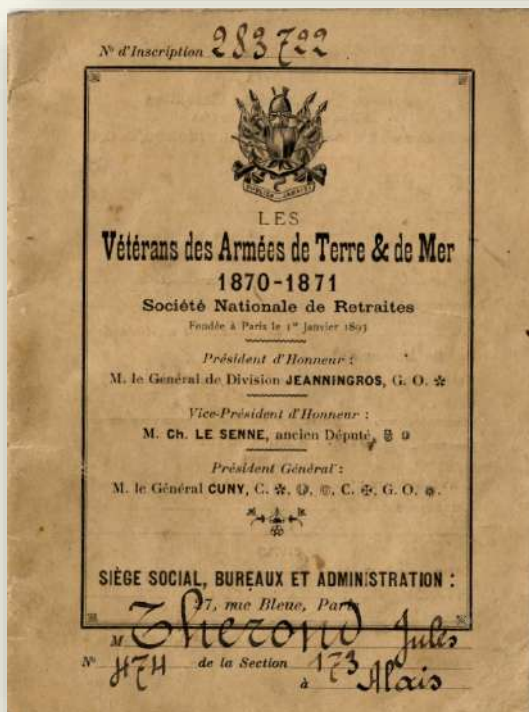 N° d'Inscription 283722
OUBLIER JAMAIS
LES
Vétérans des Armées de Terre & de Mer
1870-1871
Société Nationale de Retraites
Fondée à Paris le 1er Janvier 1893
Président d'Honneur :
M. le Général de Division JEANNINGROS, G. O. ✽
Vice-Président d'Honneur :
M. Ch. LE SENNE, ancien Député,
Président Général :
M. le Général CUNY, C. ✽, C. ✠, G. O.
SIÈGE SOCIAL, BUREAUX ET ADMINISTRATION :
rue Bleue, Paris
M Thérond Jules
N° 474 de la Section 173
à Alais